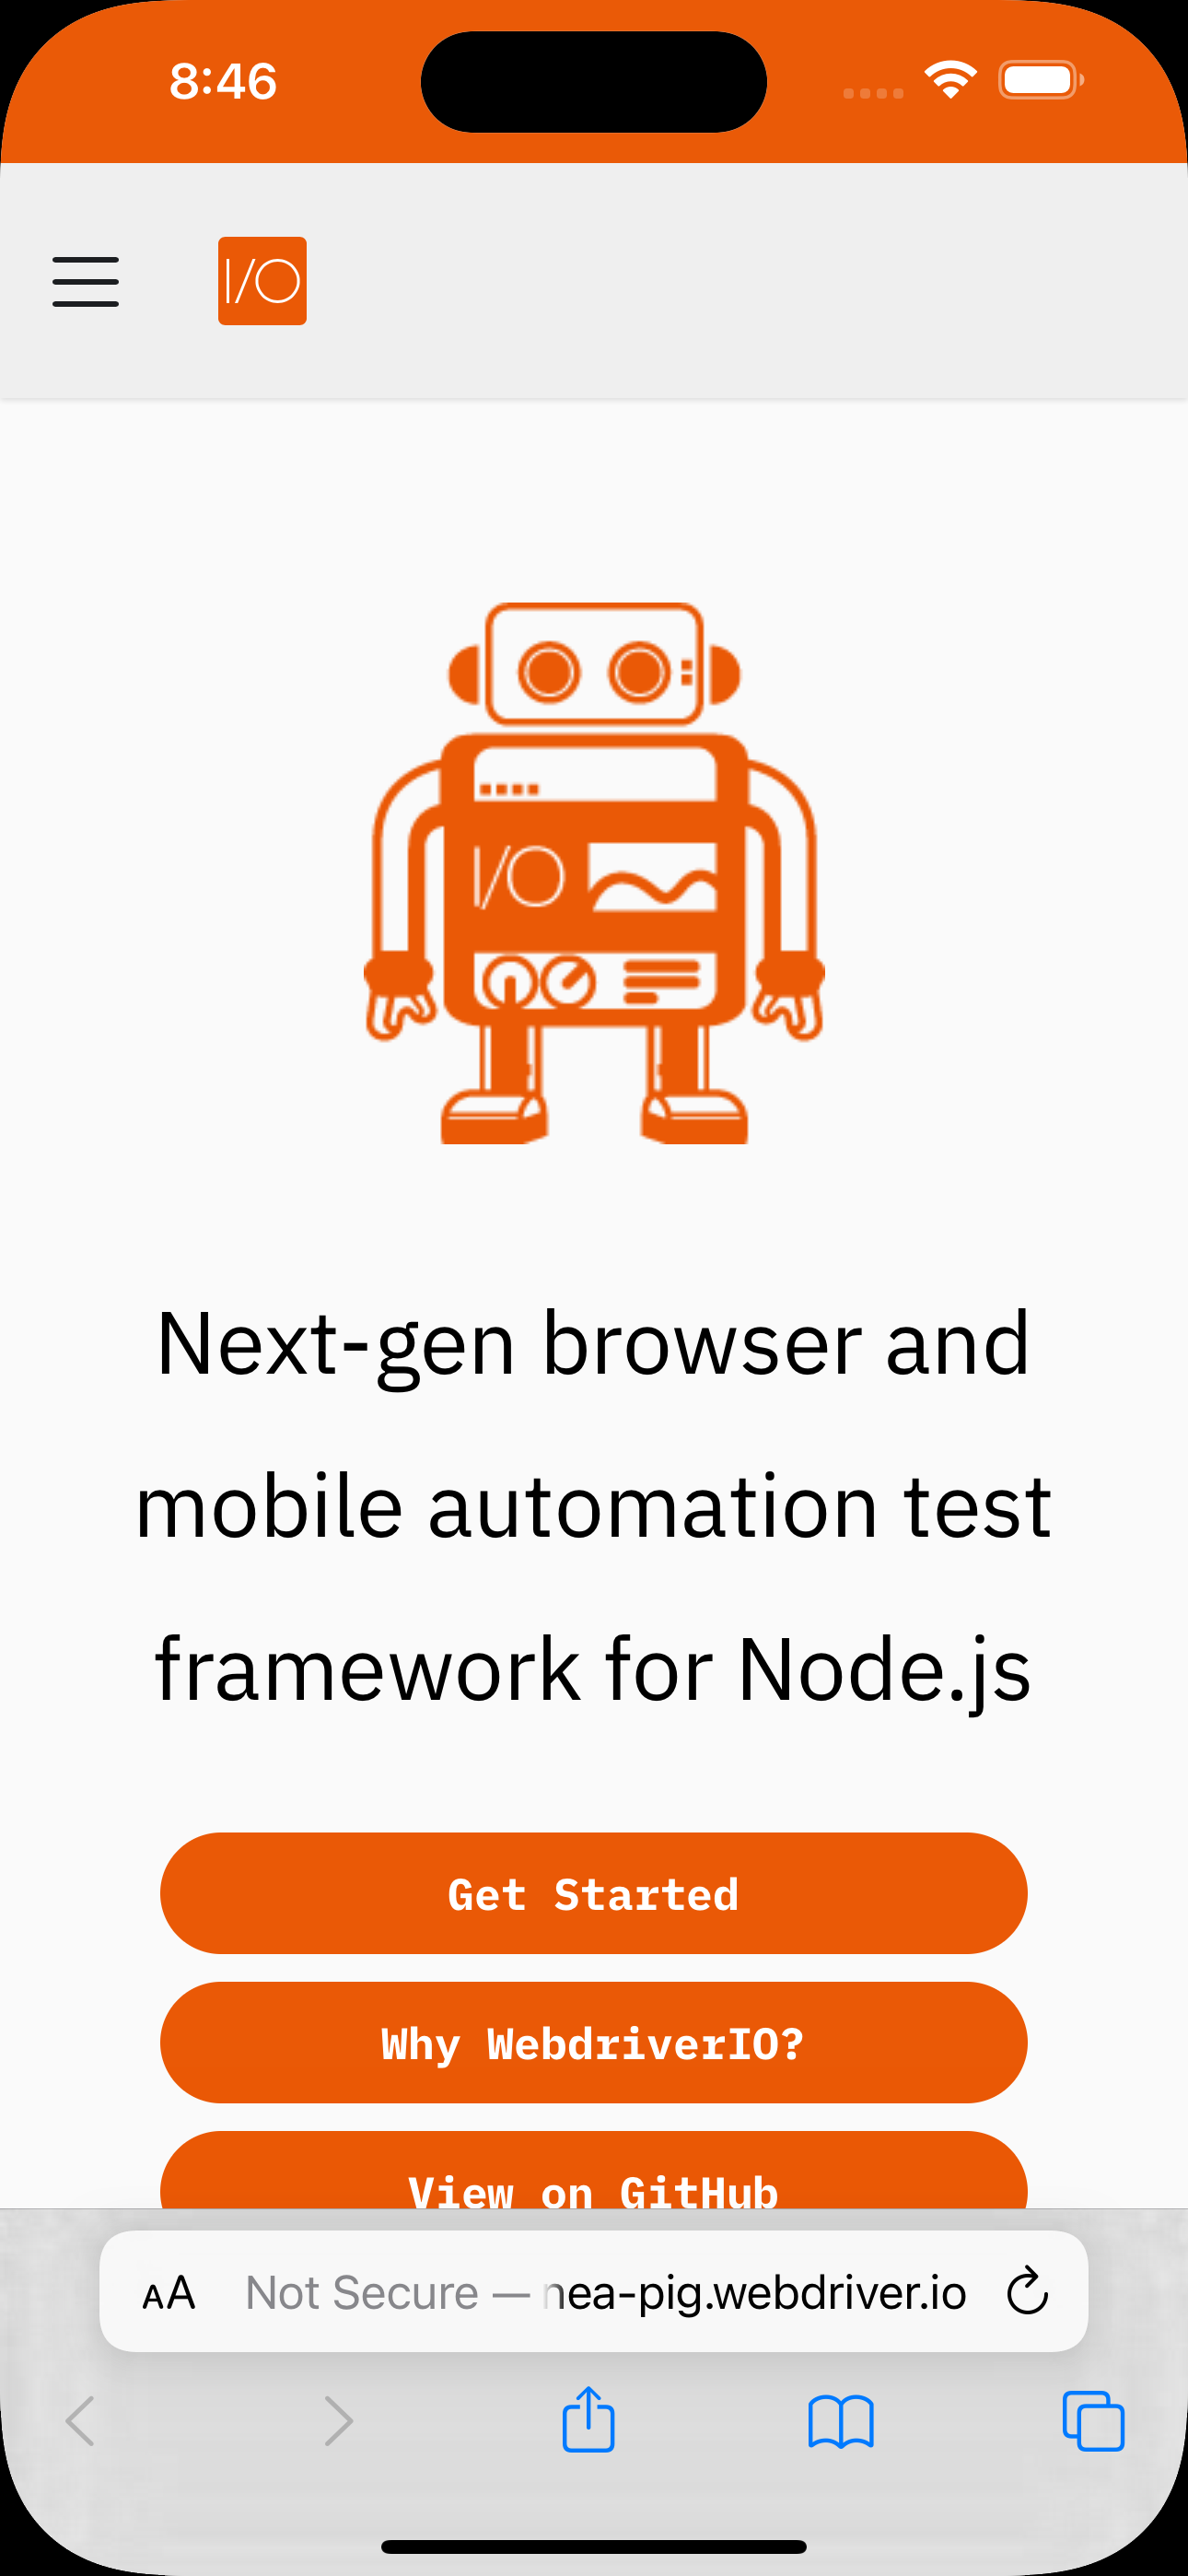 8:46
I/O
I/O
Next-gen browser and
mobile automation test
framework for Node.js
Get Started
Why WebdriverIO?
View on GitHub
AA Not Secure — nea-pig.webdriver.io